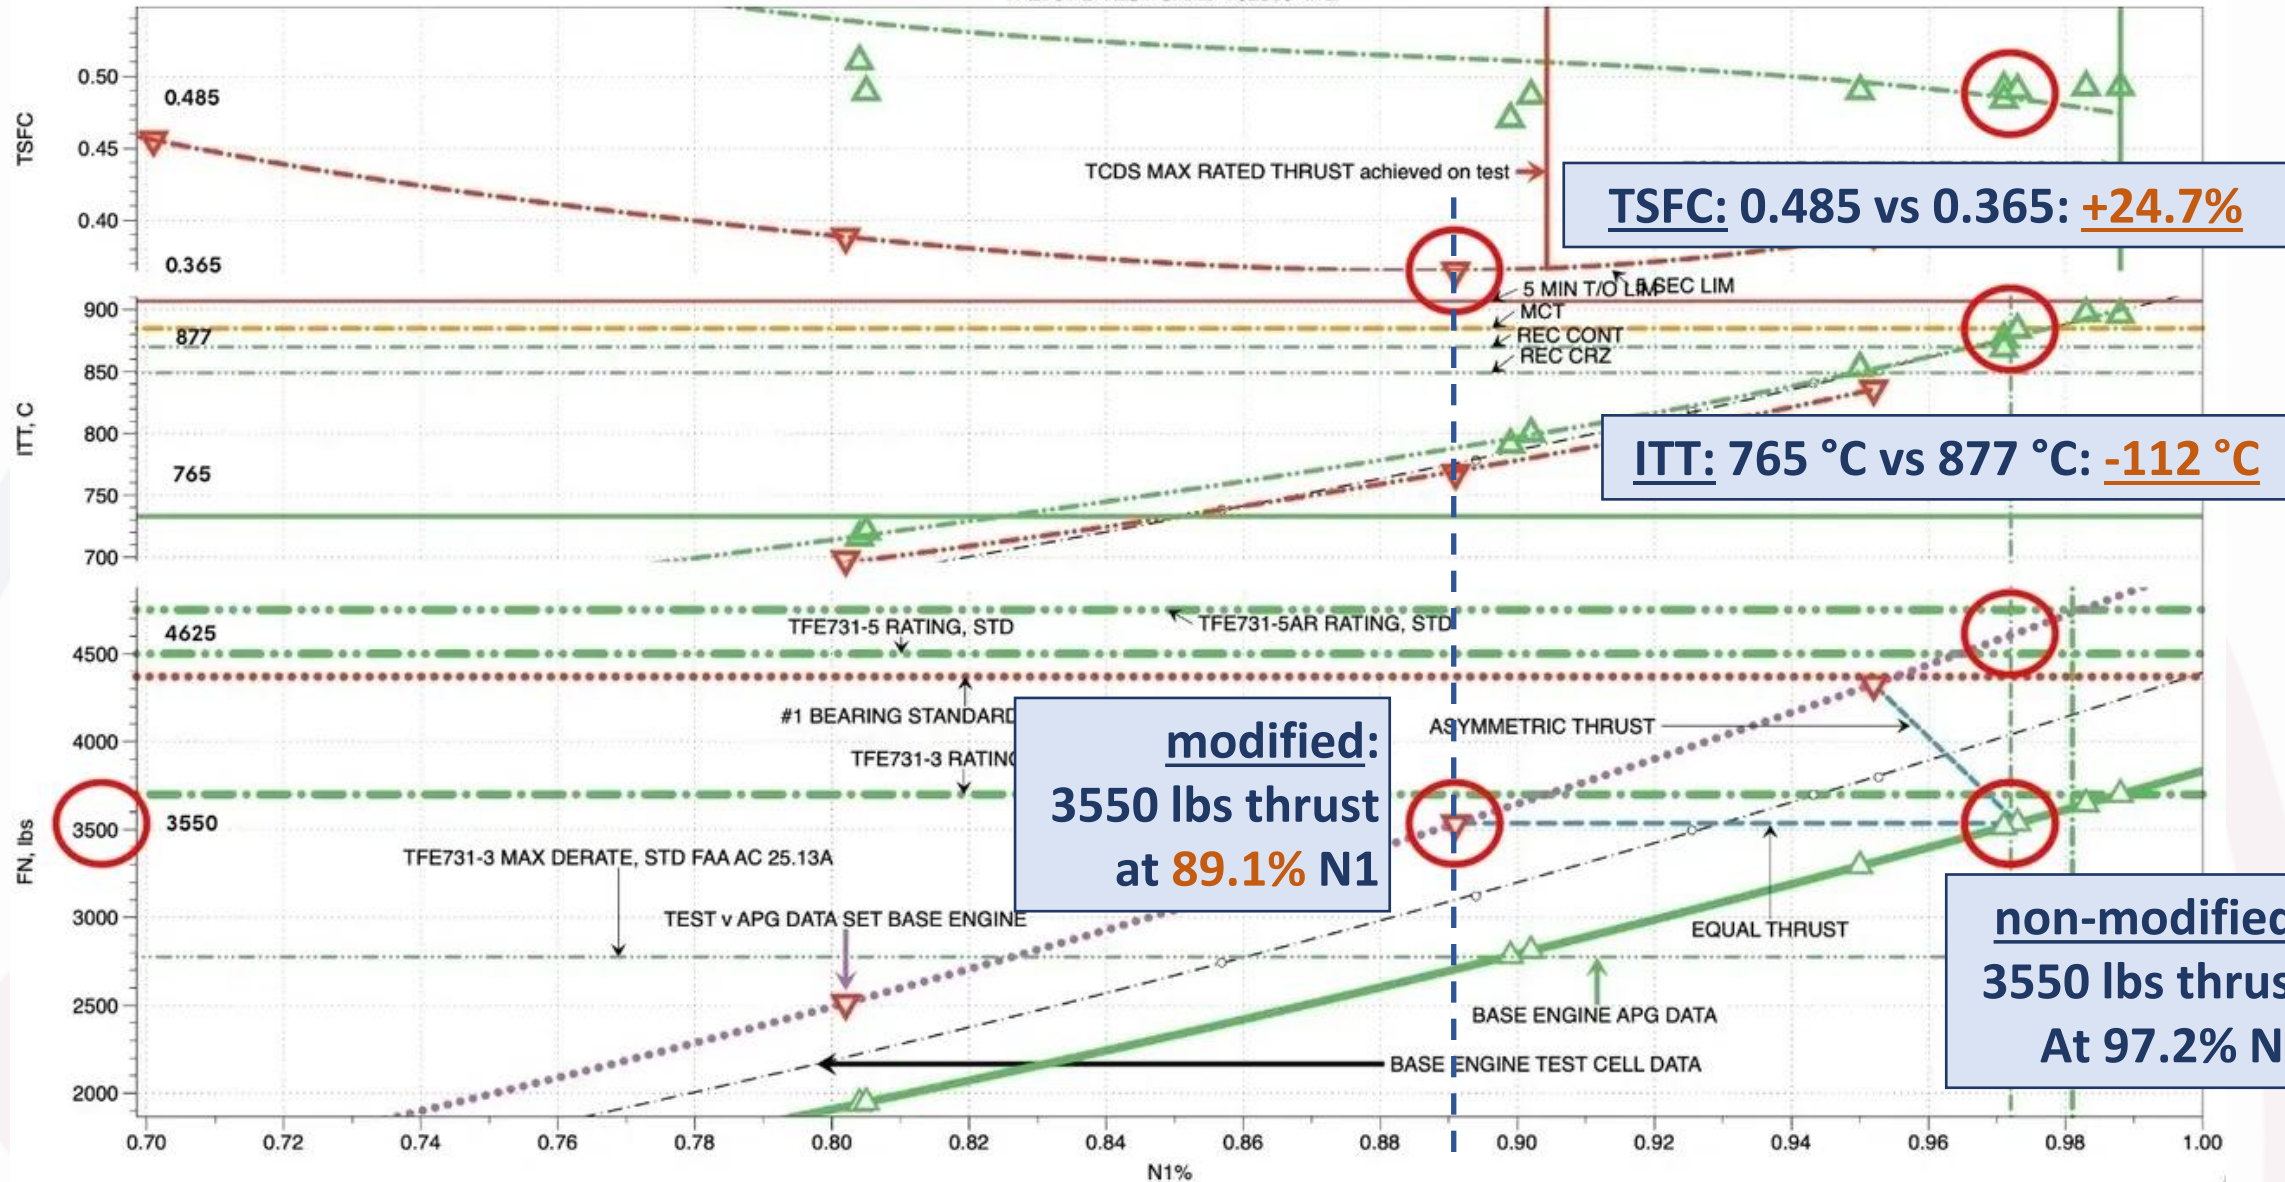 0.50
0.485
0.45
TSFC
TCDS MAX RATED THRUST achieved on test
TSFC: 0.485 vs 0.365: +24.7%
0.40
0.365
5 MIN T/O LIM
5 SEC LIM
900
MCT
877
REC CONT
REC CRZ
850
ITT, C
800
ITT: 765 °C vs 877 °C: -112 °C
765
750
700
4625
TFE731-5 RATING, STD
TFE731-5AR RATING, STD
4500
#1 BEARING STANDARD
ASYMMETRIC THRUST
4000
TFE731-3 RATING
modified:
3550 lbs thrust
at 89.1% N1
3550
3500
FN, lbs
TFE731-3 MAX DERATE, STD FAA AC 25.13A
TEST v APG DATA SET BASE ENGINE
3000
EQUAL THRUST
non-modified
3550 lbs thrus
At 97.2% N
2500
BASE ENGINE APG DATA
BASE ENGINE TEST CELL DATA
2000
0.70 0.72 0.74 0.76 0.78 0.80 0.82 0.84 0.86 0.88 0.90 0.92 0.94 0.96 0.98 1.00
N1%